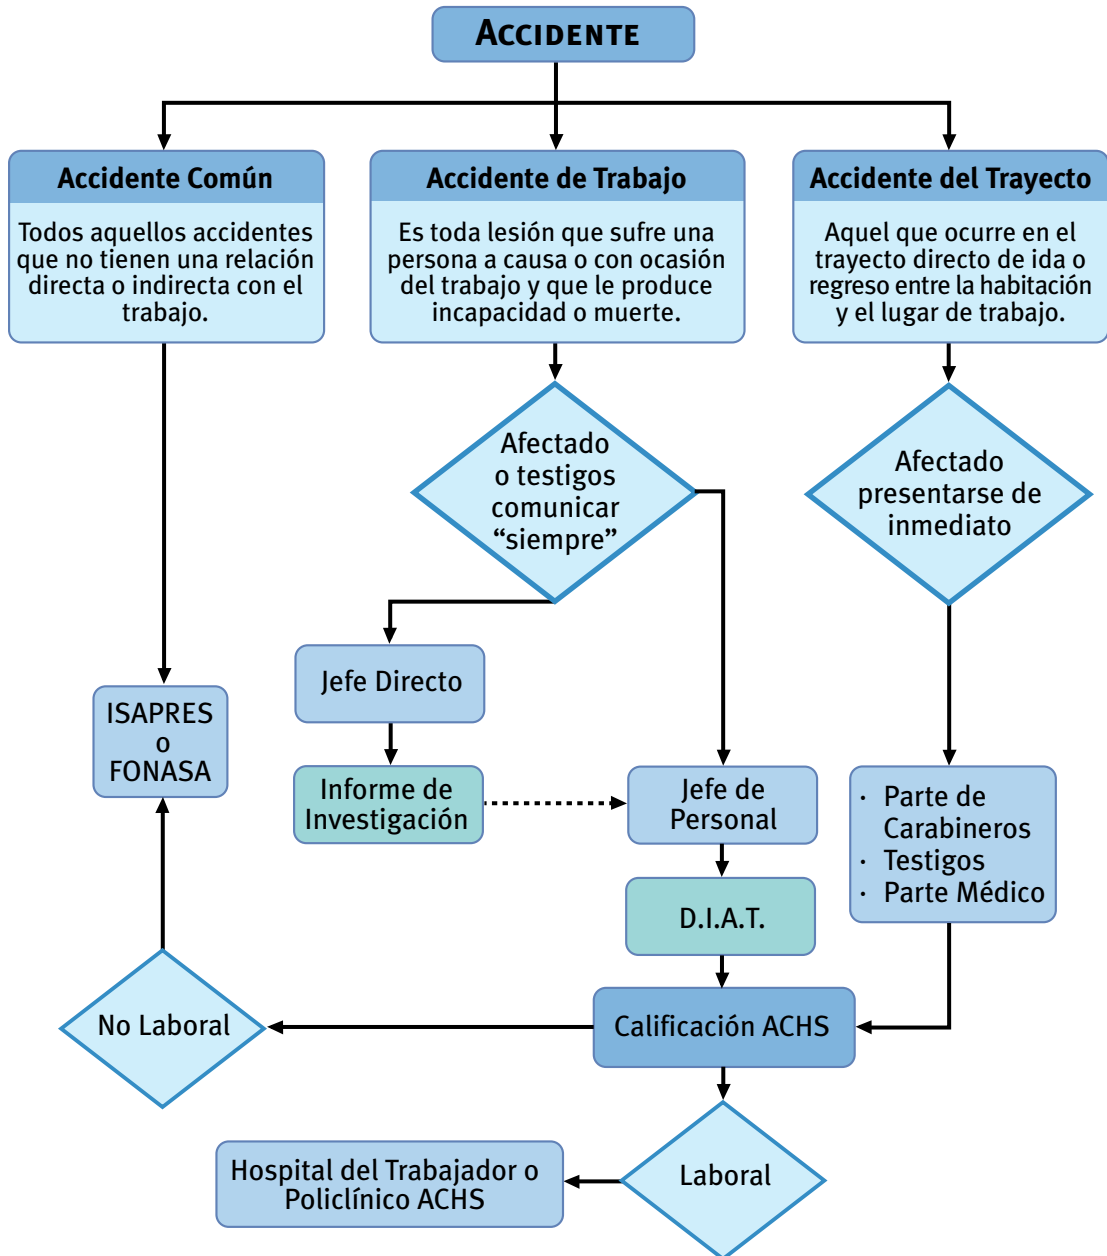 ACCIDENTE
Accidente Común
Todos aquellos accidentes
que no tienen una relación
directa o indirecta con el
trabajo.
Accidente de Trabajo
Es toda lesión que sufre una
persona a causa o con ocasión
del trabajo y que le produce
incapacidad o muerte.
Accidente del Trayecto
Aquel que ocurre en el
trayecto directo de ida o
regreso entre la habitación
y el lugar de trabajo.
Afectado
o testigos
comunicar
“siempre”
Afectado
presentarse de
inmediato
Jefe Directo
ISAPRES
o
FONASA
Informe de
Investigación
Jefe de
Personal
· Parte de
Carabineros
· Testigos
· Parte Médico
D.I.A.T.
No Laboral
Calificación ACHS
Hospital del Trabajador o
Policlínico ACHS
Laboral